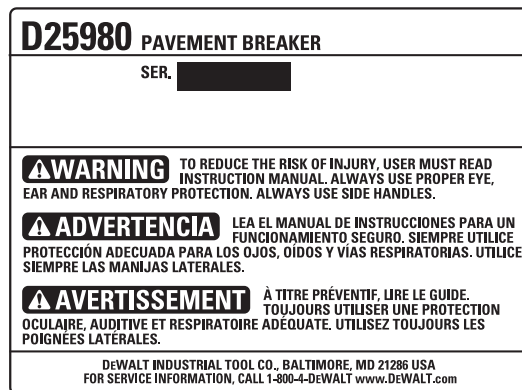 D25980 PAVEMENT BREAKER
SER.
WARNING TO REDUCE THE RISK OF INJURY, USER MUST READ
INSTRUCTION MANUAL. ALWAYS USE PROPER EYE,
EAR AND RESPIRATORY PROTECTION. ALWAYS USE SIDE HANDLES.
ADVERTENCIA LEA EL MANUAL DE INSTRUCCIONES PARA UN
FUNCIONAMIENTO SEGURO. SIEMPRE UTILICE
PROTECCIÓN ADECUADA PARA LOS OJOS, OÍDOS Y VÍAS RESPIRATORIAS. UTILICE
SIEMPRE LAS MANIJAS LATERALES.
AVERTISSEMENT À TITRE PRÉVENTIF, LIRE LE GUIDE.
TOUJOURS UTILISER UNE PROTECTION
OCULAIRE, AUDITIVE ET RESPIRATOIRE ADÉQUATE. UTILISEZ TOUJOURS LES
POIGNÉES LATÉRALES.
DEWALT INDUSTRIAL TOOL CO., BALTIMORE, MD 21286 USA
FOR SERVICE INFORMATION, CALL 1-800-4-DEWALT www.DEWALT.com